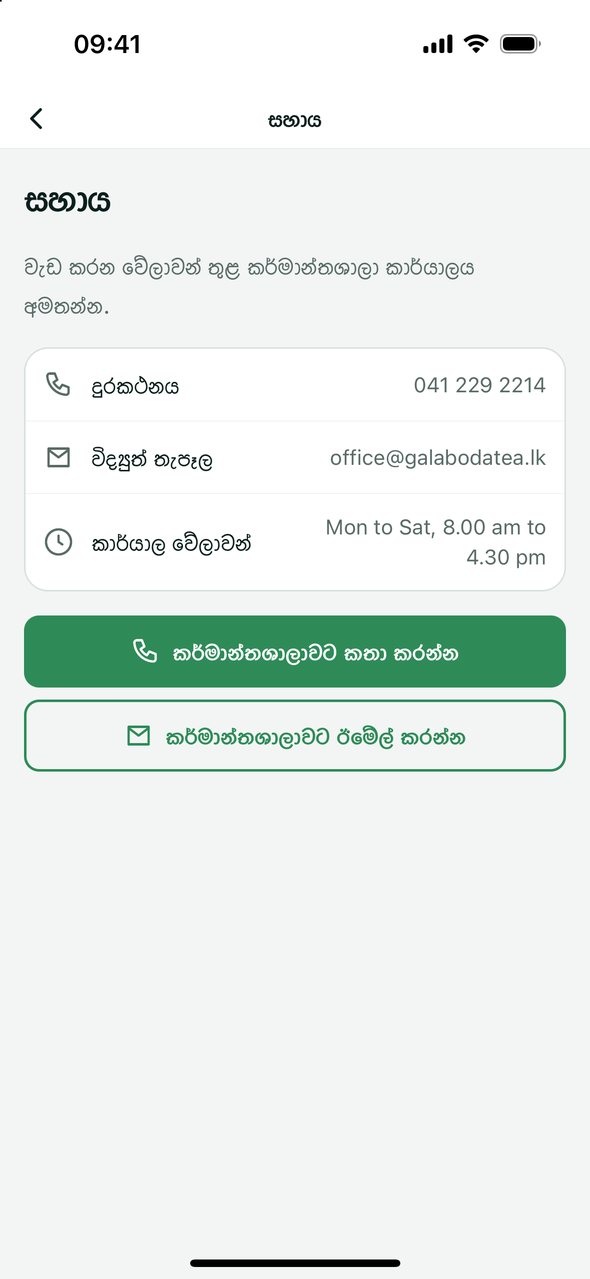 09:41
සහාය
සහාය
වැඩ කරන වේලාවන් තුළ කර්මාන්තශාලා කාර්යාලය
අමතන්න.
දුරකථනය
041 229 2214
විද්‍යුත් තැපෑල
office@galabodatea.lk
කාර්යාල වේලාවන්
Mon to Sat, 8.00 am to
4.30 pm
කර්මාන්තශාලාවට කතා කරන්න
කර්මාන්තශාලාවට ඊමේල් කරන්න